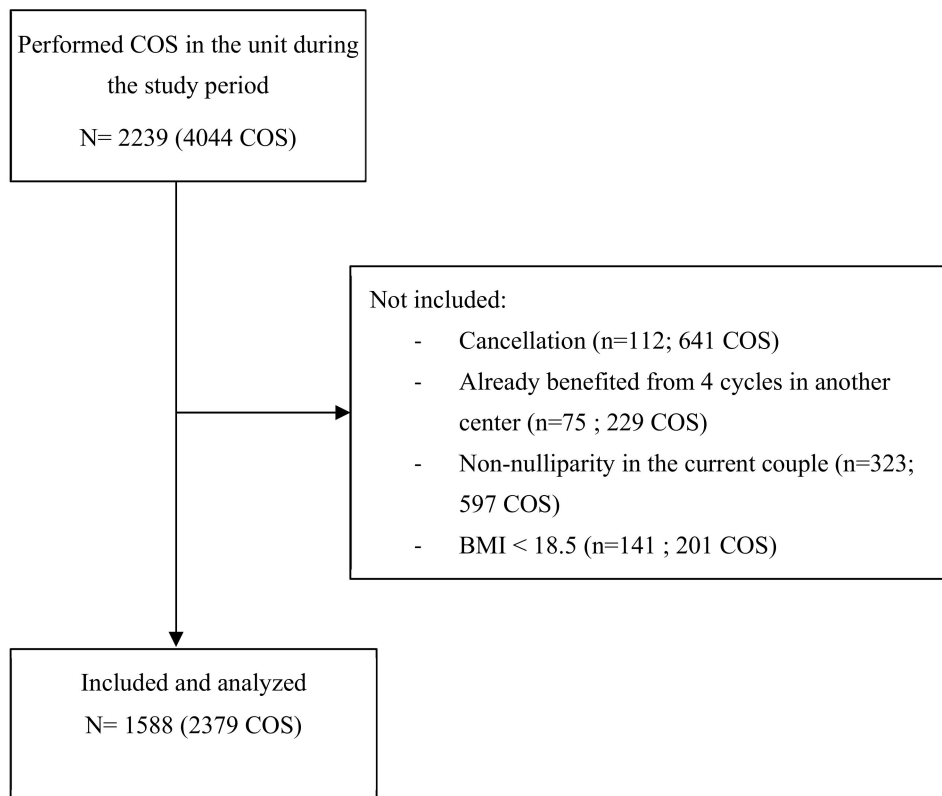 Performed COS in the unit during
the study period
N= 2239 (4044 COS)
Not included:
- Cancellation (n=112; 641 COS)
- Already benefited from 4 cycles in another
center (n=75 ; 229 COS)
- Non-nulliparity in the current couple (n=323;
597 COS)
- BMI < 18.5 (n=141 ; 201 COS)
Included and analyzed
N= 1588 (2379 COS)